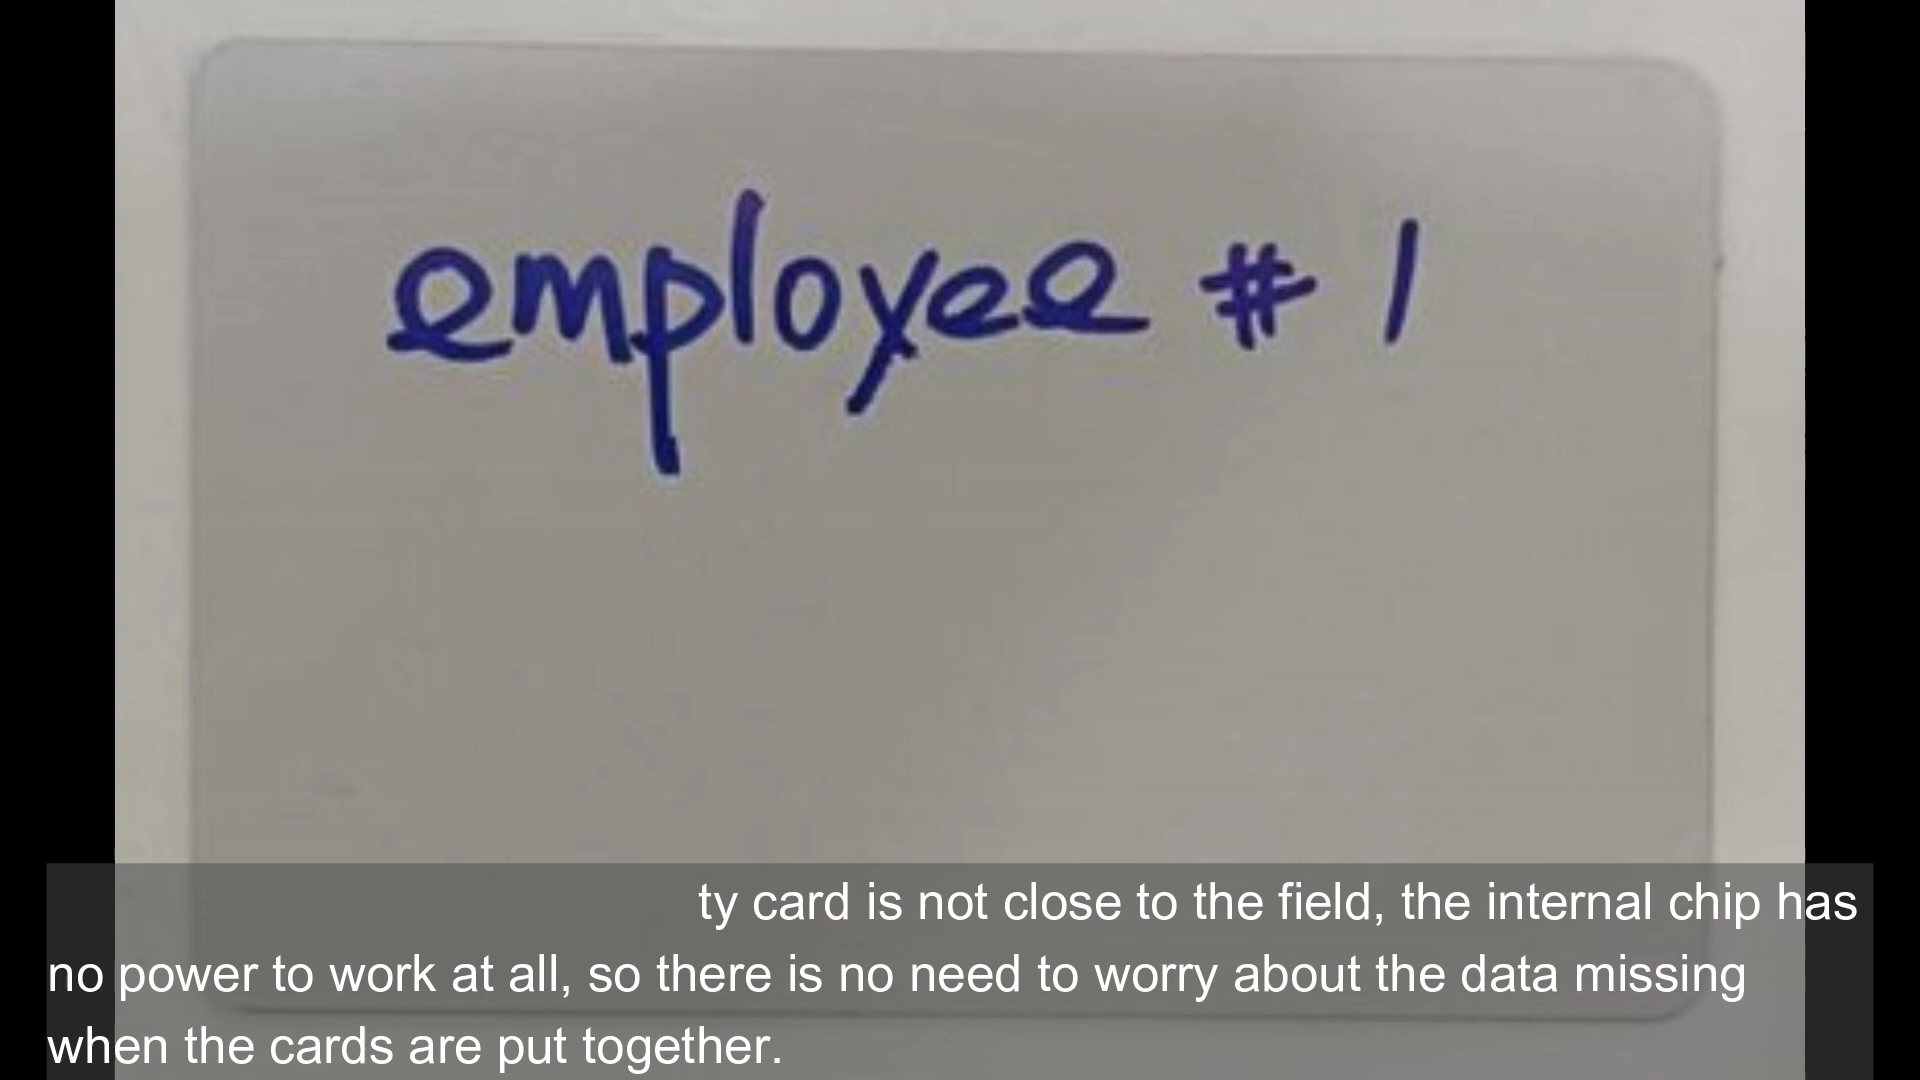 employee # 1
ty card is not close to the field, the internal chip has
no power to work at all, so there is no need to worry about the data missing
when the cards are put together.